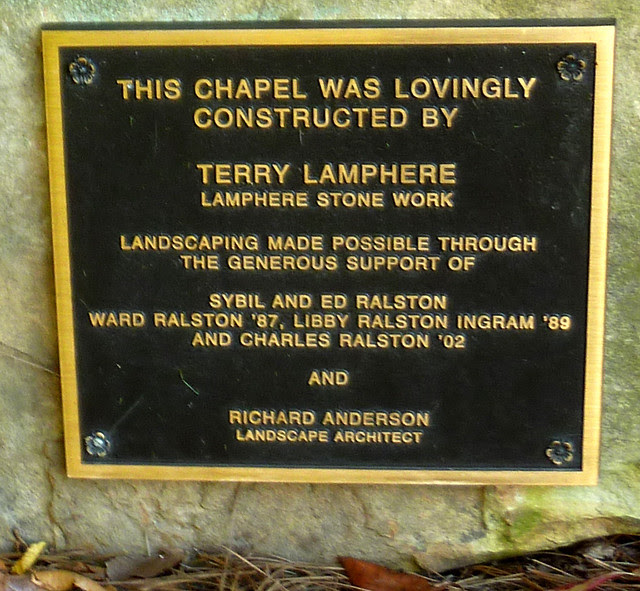 THIS CHAPEL WAS LOVINGLY
CONSTRUCTED BY
TERRY LAMPHERE
LAMPHERE STONE WORK
LANDSCAPING MADE POSSIBLE THROUGH
THE GENEROUS SUPPORT OF
SYBIL AND ED RALSTON
WARD RALSTON '87, LIBBY RALSTON INGRAM '89
AND CHARLES RALSTON '02
AND
RICHARD ANDERSON
LANDSCAPE ARCHITECT